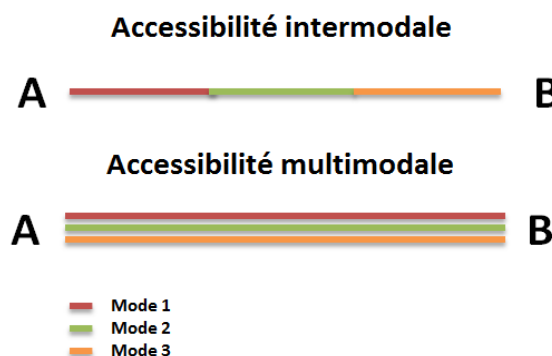 Accessibilité intermodale
A B
Accessibilité multimodale
A B
Mode 1
Mode 2
Mode 3